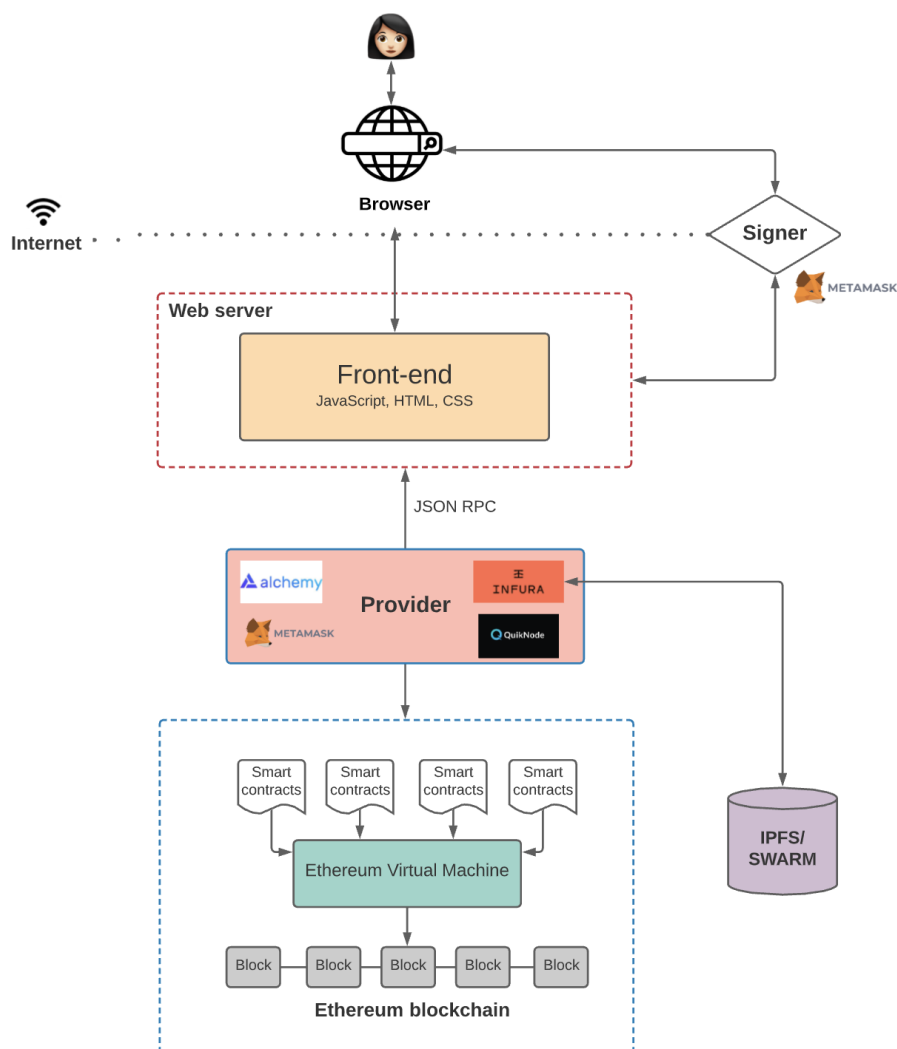 Browser
Internet
Signer
METAMASK
Web server
Front-end
JavaScript, HTML, CSS
JSON RPC
alchemy
INFURA
Provider
METAMASK
QuikNode
Smart
contracts
Smart
contracts
Smart
contracts
Smart
contracts
IPFS/
SWARM
Ethereum Virtual Machine
Block
Block
Block
Block
Block
Ethereum blockchain